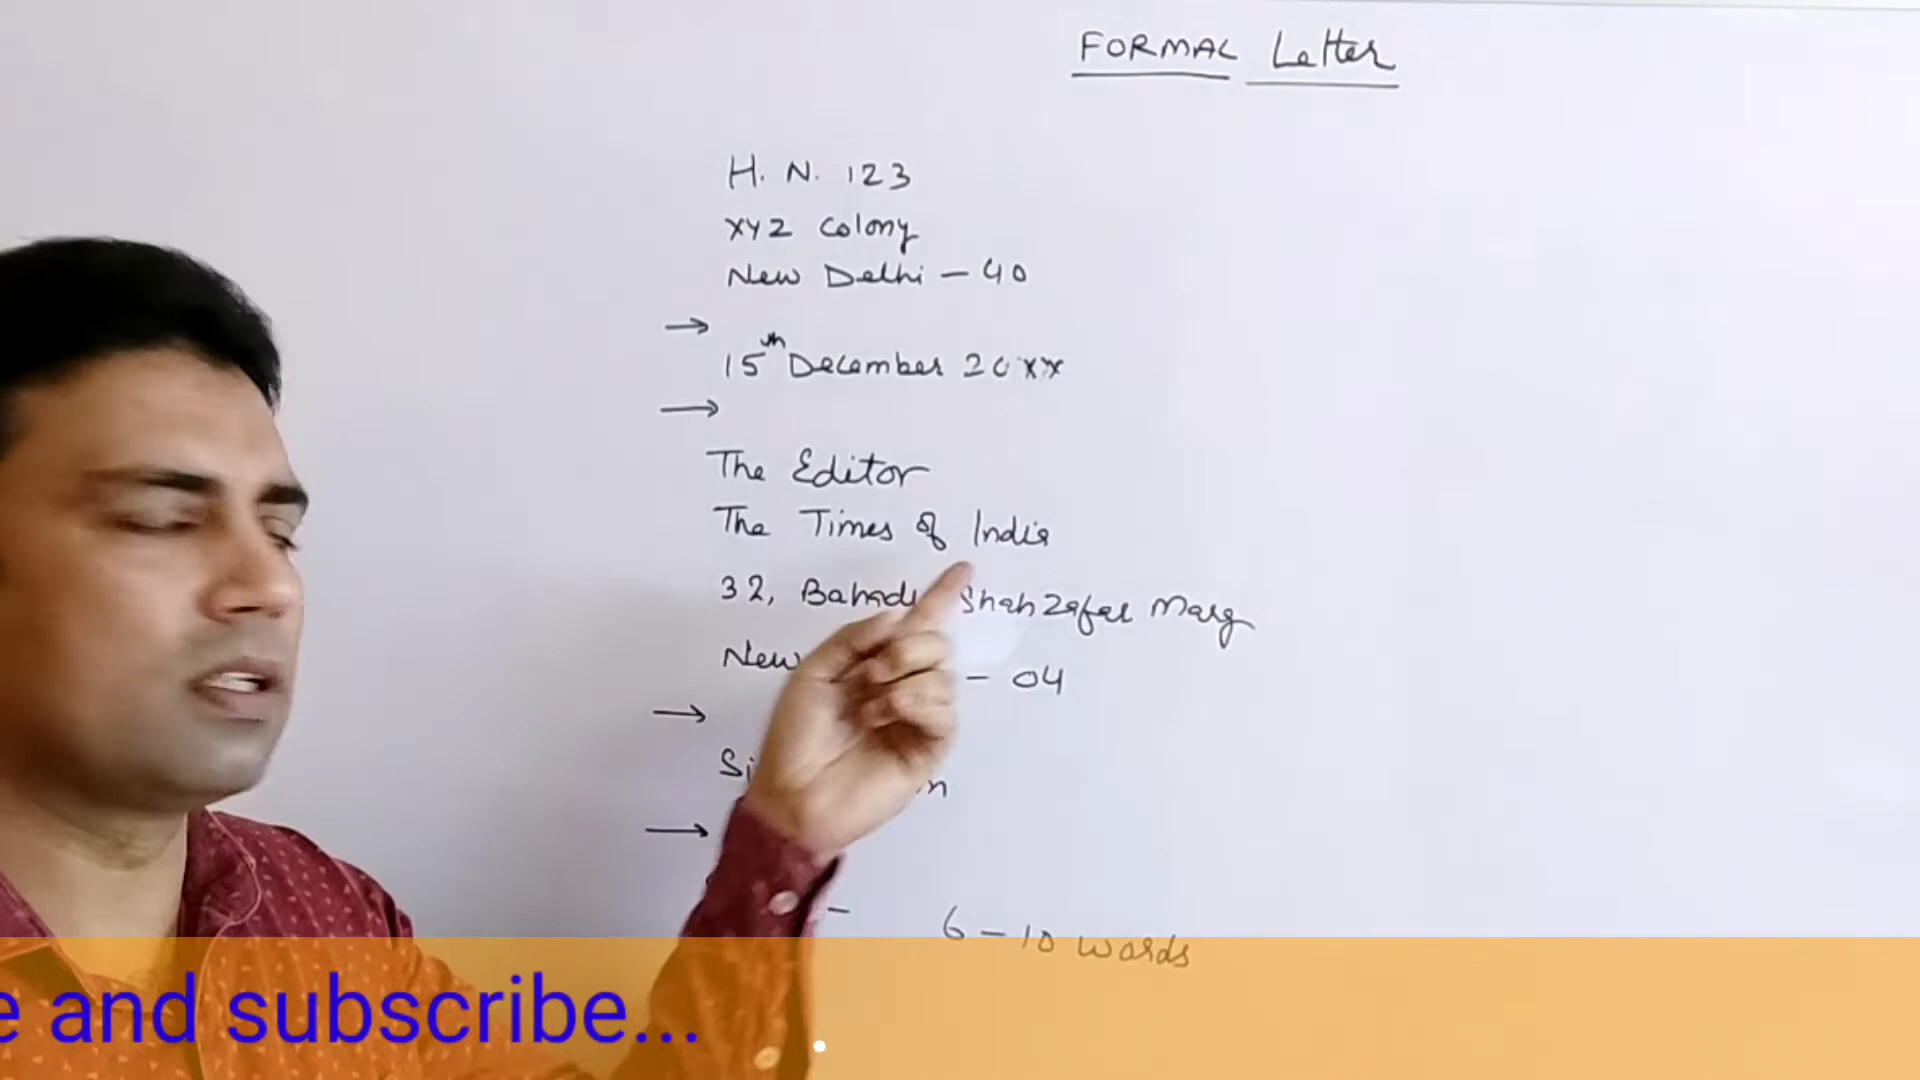 FORMAL Letter
H. N. 123
XYZ Colony
New Delhi - 40
→
15th December 20XX
→
The Editor
The Times of India
32, Bahadu Shah Zafar Marg
New - 04
→
→
- 6 - 10 words
e and subscribe...